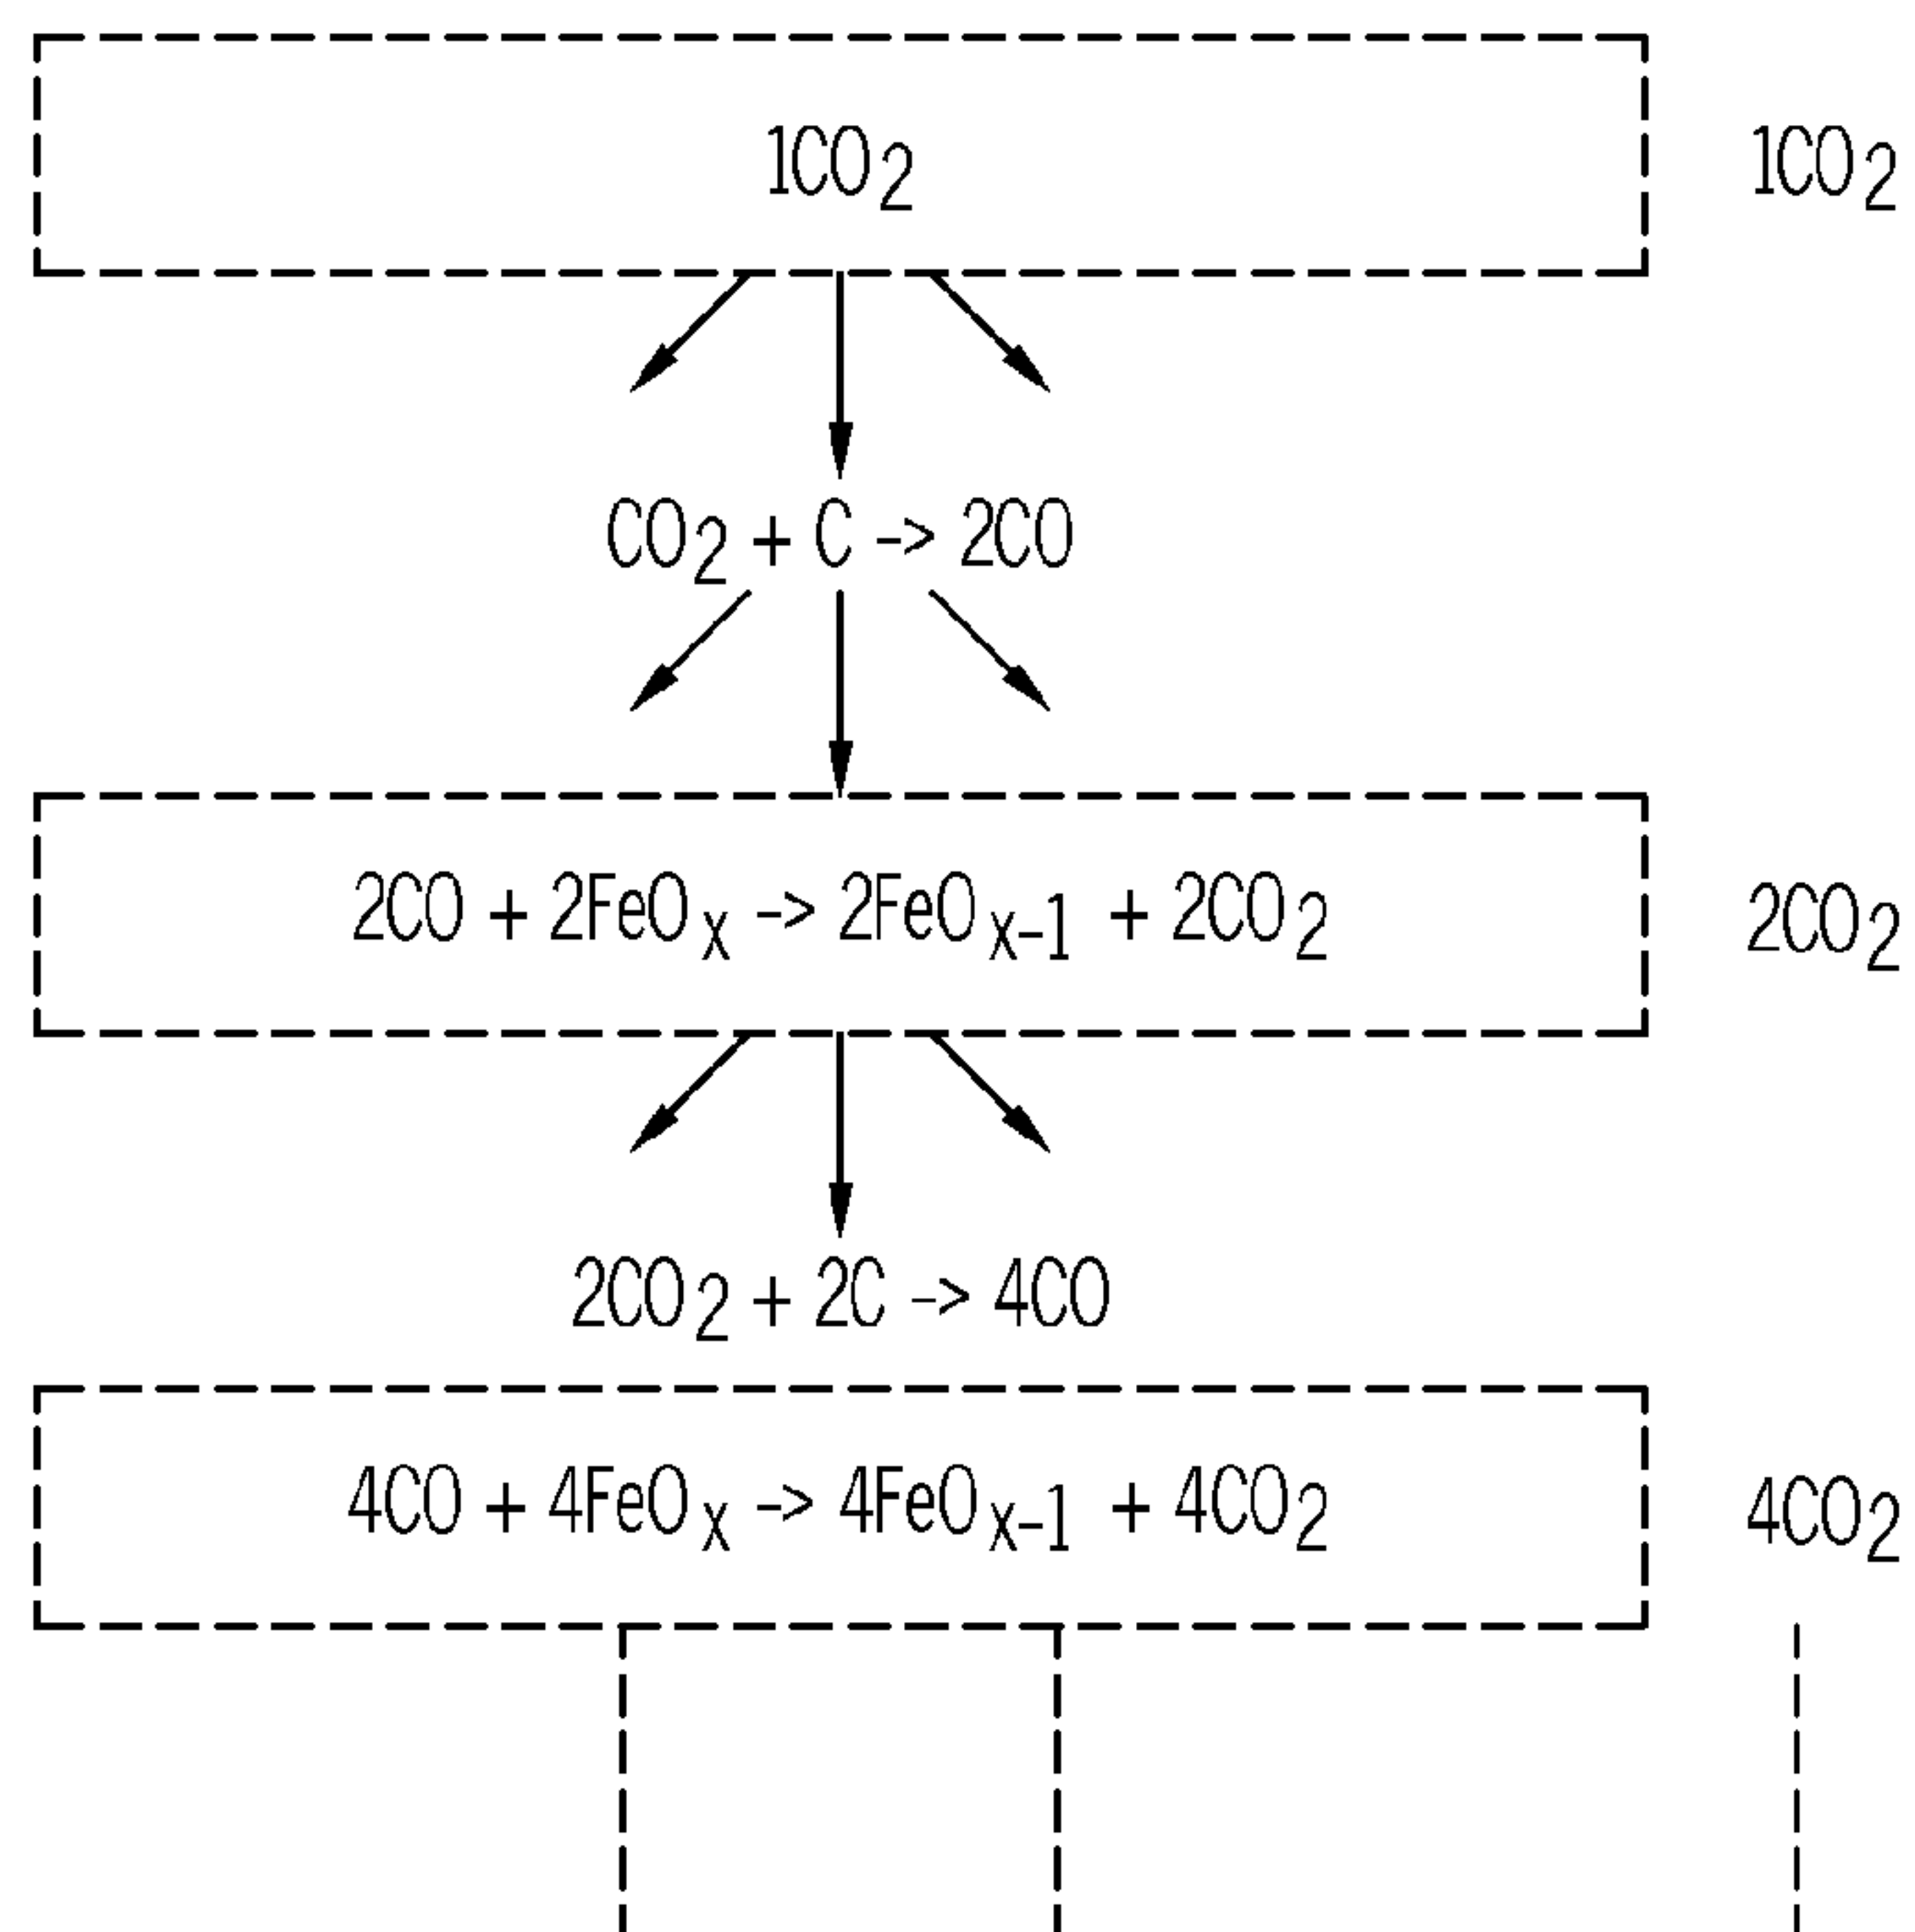 1CO₂ 1CO₂
CO₂ + C -> 2CO
2CO + 2FeOₓ -> 2FeOₓ₋₁ + 2CO₂ 2CO₂
2CO₂ + 2C -> 4CO
4CO + 4FeOₓ -> 4FeOₓ₋₁ + 4CO₂ 4CO₂